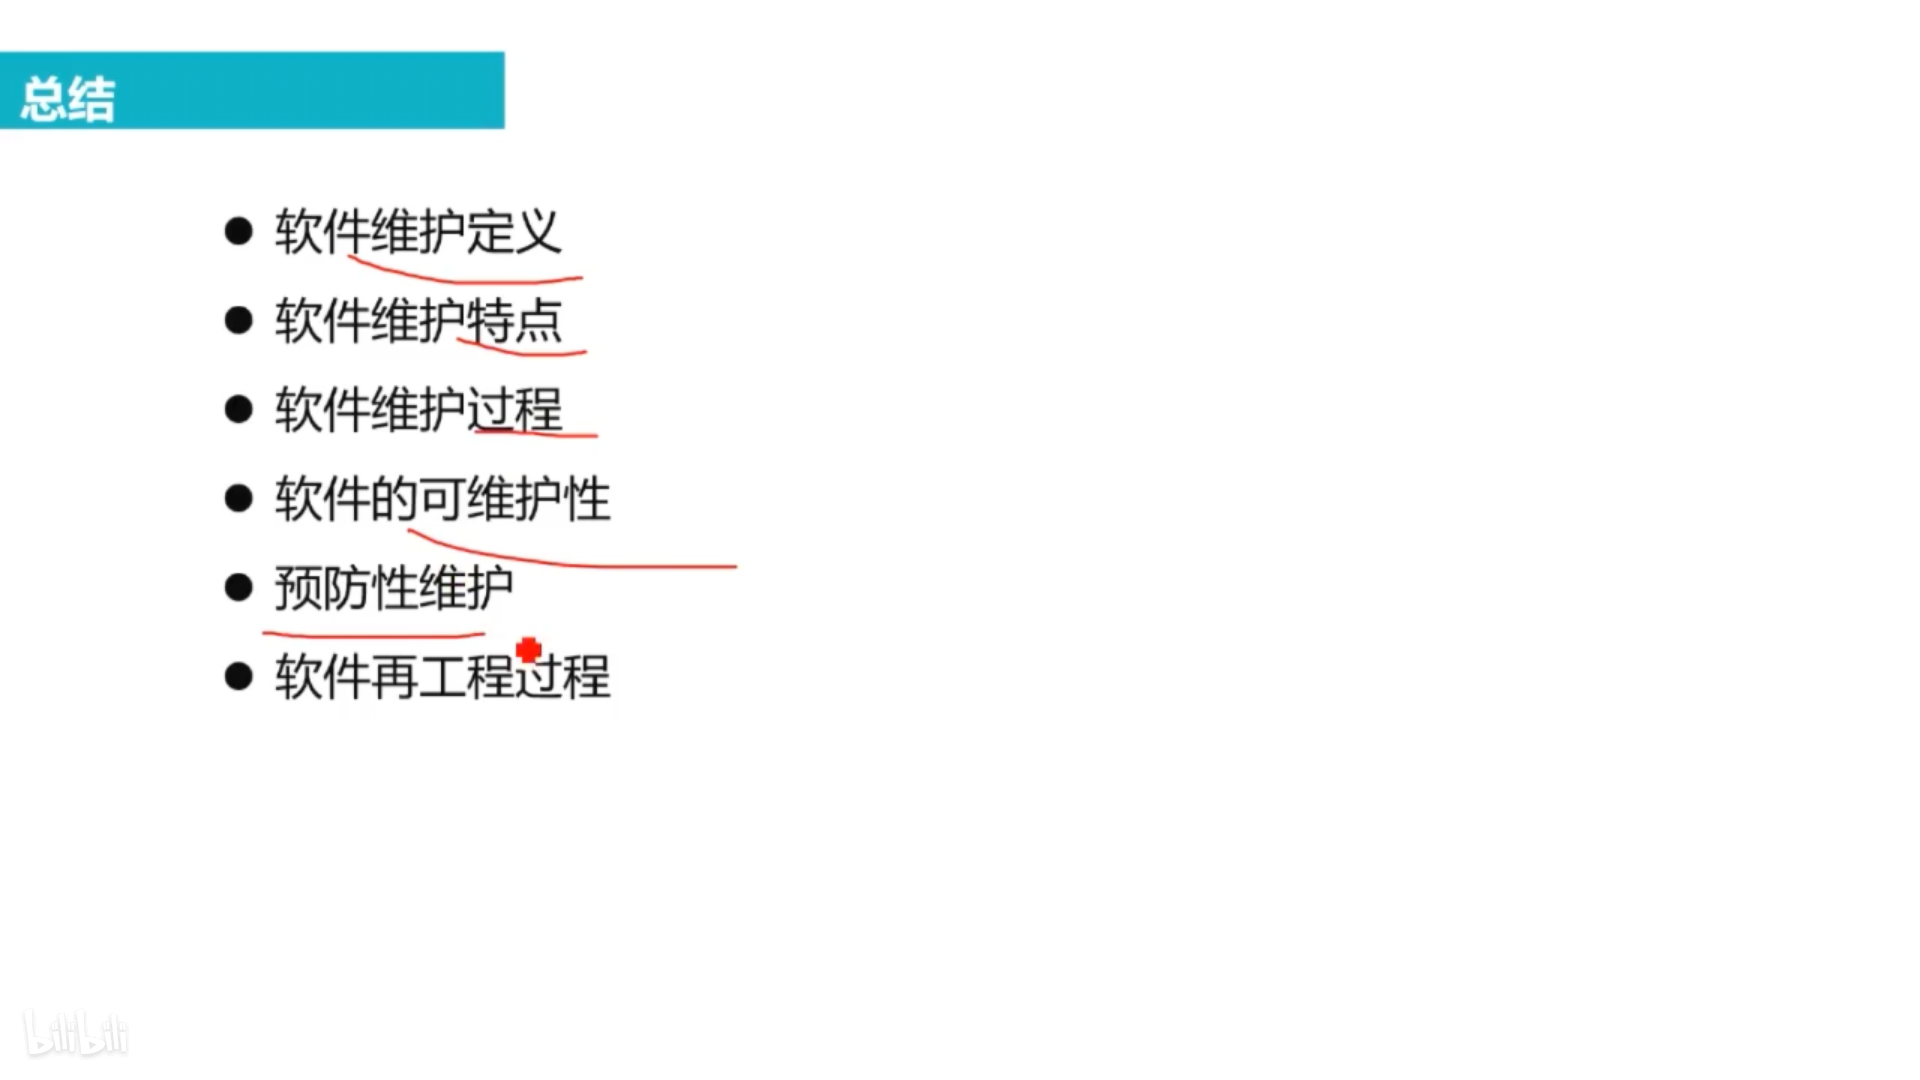 总结
● 软件维护定义
● 软件维护特点
● 软件维护过程
● 软件的可维护性
● 预防性维护
● 软件再工程过程
bilibili